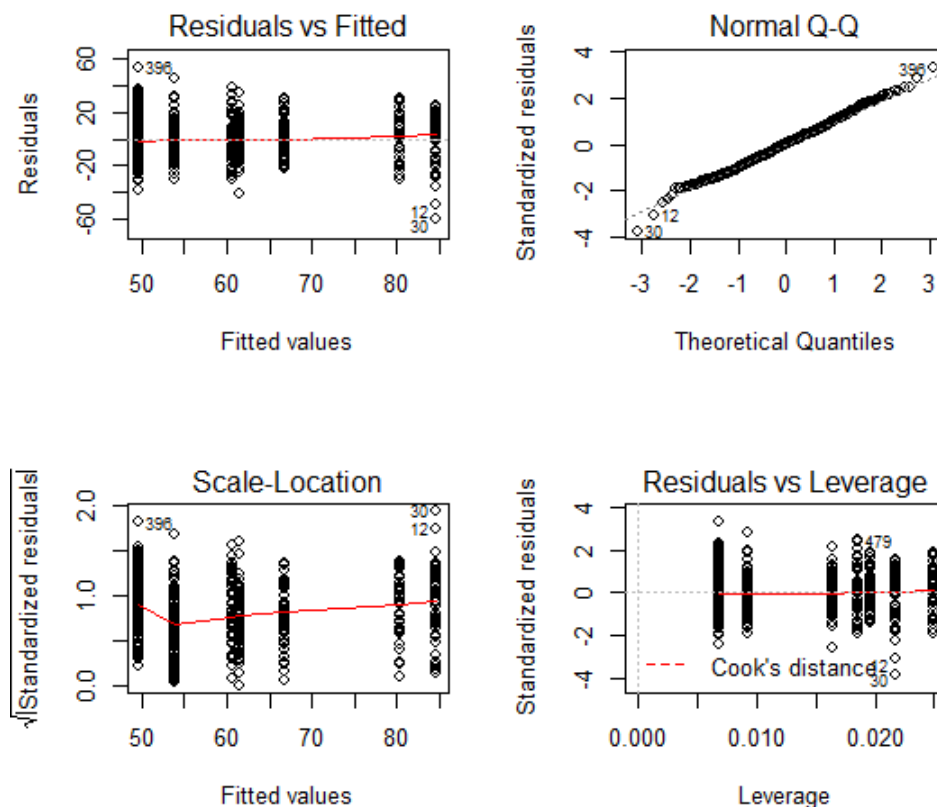 Residuals vs Fitted
Residuals
60
20
-20
-60
396
12
30
50 60 70 80
Fitted values
Normal Q-Q
Standardized residuals
4
2
0
-2
-4
396
12
30
-3 -2 -1 0 1 2 3
Theoretical Quantiles
Scale-Location
√|Standardized residuals|
2.0
1.0
0.0
396
30
12
50 60 70 80
Fitted values
Residuals vs Leverage
Standardized residuals
4
2
0
-2
-4
479
Cook's distance
12
30
0.000 0.010 0.020
Leverage